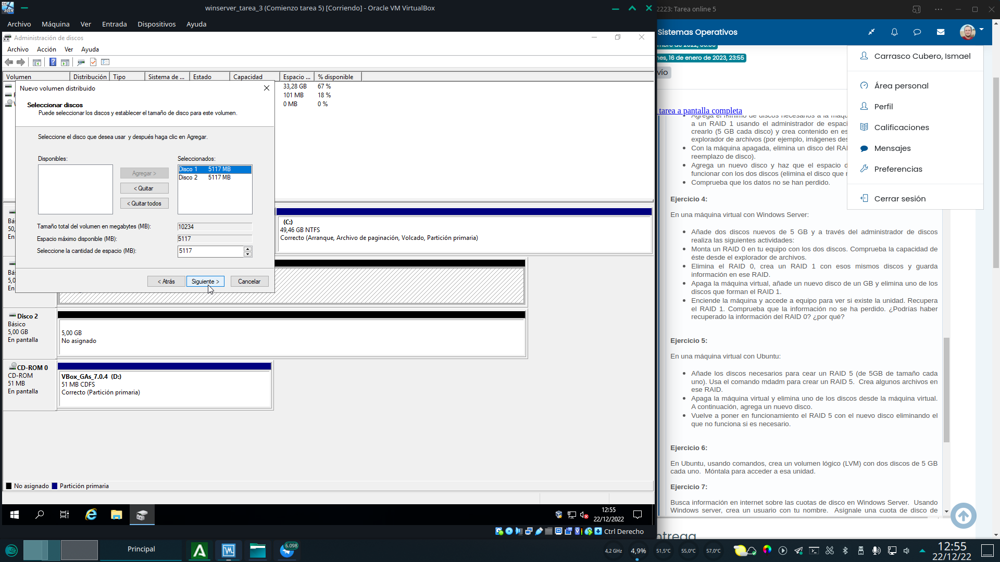 winserver_tarea_3 (Comienzo tarea 5) [Corriendo] - Oracle VM VirtualBox
Archivo Máquina Ver Entrada Dispositivos Ayuda
Administración de discos
Archivo Acción Ver Ayuda
Volumen Distribución Tipo Sistema de ... Estado Capacidad Espacio ... % disponible
33,28 GB 67 %
101 MB 18 %
0 MB 0 %
Nuevo volumen distribuido
Seleccionar discos
Puede seleccionar los discos y establecer el tamaño de disco para este volumen.
Seleccione el disco que desea usar y después haga clic en Agregar.
Disponibles:
Seleccionados:
Agregar >
< Quitar
< Quitar todos
Disco 1 5117 MB
Disco 2 5117 MB
Tamaño total del volumen en megabytes (MB): 10234
Espacio máximo disponible (MB): 5117
Seleccione la cantidad de espacio (MB): 5117
< Atrás Siguiente > Cancelar
Bás
50,
En
(C:)
49,46 GB NTFS
Correcto (Arranque, Archivo de paginación, Volcado, Partición primaria)
Bás
5,0
En
Disco 2
Básico
5,00 GB
En pantalla
5,00 GB
No asignado
CD-ROM 0
CD-ROM
51 MB
En pantalla
VBox_GAs_7.0.4 (D:)
51 MB CDFS
Correcto (Partición primaria)
No asignado Partición primaria
12:55
22/12/2022
Ctrl Derecho
2223: Tarea online 5
Sistemas Operativos
mbre de 2022, 00:00
nes, 16 de enero de 2023, 23:55
vío
tarea a pantalla completa
Carrasco Cubero, Ismael
Área personal
Perfil
Calificaciones
Mensajes
Preferencias
Cerrar sesión
Agrega el mínimo de discos necesarios a la máqu
a un RAID 1 usando el administrador de espaci
crearlo (5 GB cada disco) y crea contenido en es
explorador de archivos (por ejemplo, imágenes des
Con la máquina apagada, elimina un disco del RAI
reemplazo de disco).
Agrega un nuevo disco y haz que el espacio d
funcionar con los dos discos (elimina el disco que n
Comprueba que los datos no se han perdido.
Ejercicio 4:
En una máquina virtual con Windows Server:
Añade dos discos nuevos de 5 GB y a través del administrador de discos
realiza las siguientes actividades:
Monta un RAID 0 en tu equipo con los dos discos. Comprueba la capacidad de
éste desde el explorador de archivos.
Elimina el RAID 0, crea un RAID 1 con esos mismos discos y guarda
información en ese RAID.
Apaga la máquina virtual, añade un nuevo disco de un GB y elimina uno de los
discos que forman el RAID 1.
Enciende la máquina y accede a equipo para ver si existe la unidad. Recupera
el RAID 1. Comprueba que la información no se ha perdido. ¿Podrías haber
recuperado la información del RAID 0? ¿por qué?
Ejercicio 5:
En una máquina virtual con Ubuntu:
Añade los discos necesarios para cear un RAID 5 (de 5GB de tamaño cada
uno). Usa el comando mdadm para crear un RAID 5. Crea algunos archivos en
ese RAID.
Apaga la máquina virtual y elimina uno de los discos desde la máquina virtual.
A continuación, agrega un nuevo disco.
Vuelve a poner en funcionamiento el RAID 5 con el nuevo disco eliminando el
que no funciona si es necesario.
Ejercicio 6:
En Ubuntu, usando comandos, crea un volumen lógico (LVM) con dos discos de 5 GB
cada uno. Móntala para acceder a esa unidad.
Ejercicio 7:
Busca información en internet sobre las cuotas de disco en Windows Server. Usando
Windows server, crea un usuario con tu nombre. Asígnale una cuota de disco de
ntrega
Principal
6.098
4,2 GHz 4,9% 51,5°C 55,0°C 57,0°C
12:55
22/12/22